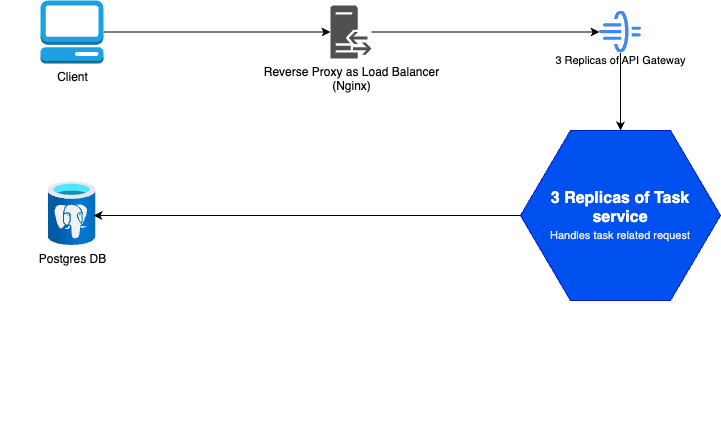 Client
Reverse Proxy as Load Balancer
(Nginx)
3 Replicas of API Gateway
3 Replicas of Task
service
Handles task related request
Postgres DB